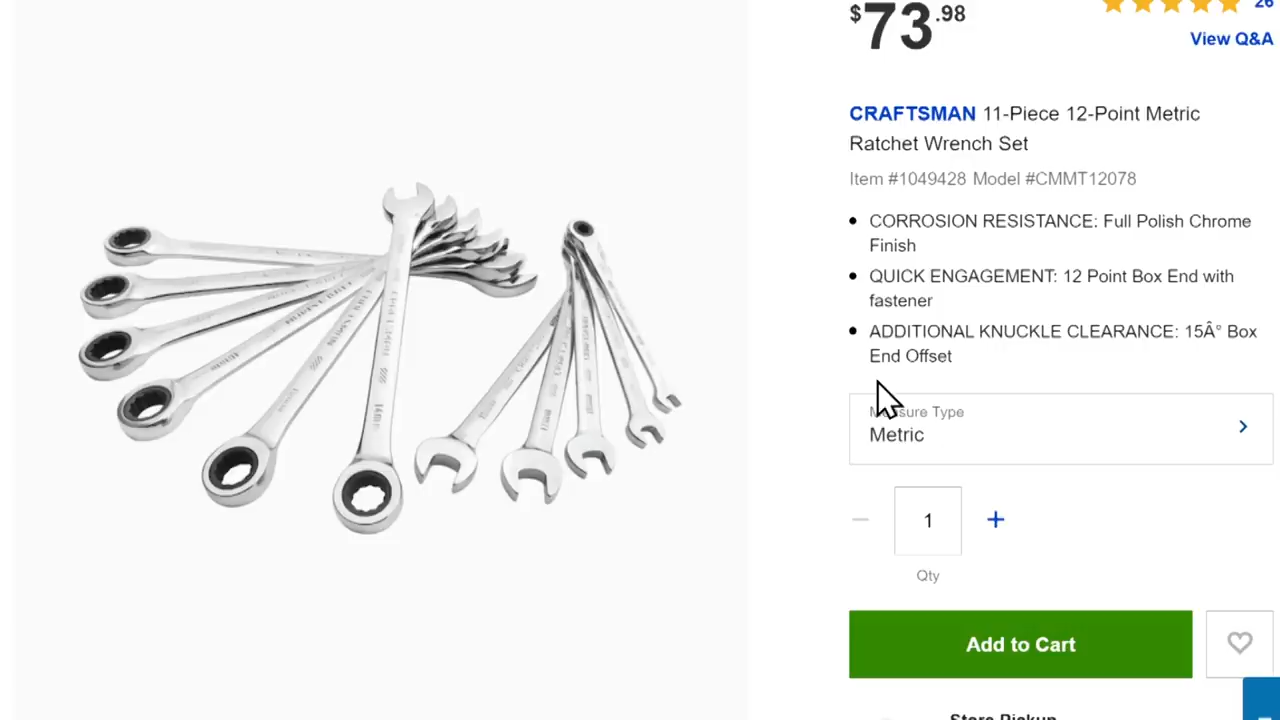 $73.98
26
View Q&A
CRAFTSMAN 11-Piece 12-Point Metric
Ratchet Wrench Set
Item #1049428 Model #CMMT12078
CORROSION RESISTANCE: Full Polish Chrome
Finish
QUICK ENGAGEMENT: 12 Point Box End with
fastener
ADDITIONAL KNUCKLE CLEARANCE: 15Â° Box
End Offset
Measure Type
Metric
1
Qty
Add to Cart
Store Pickup